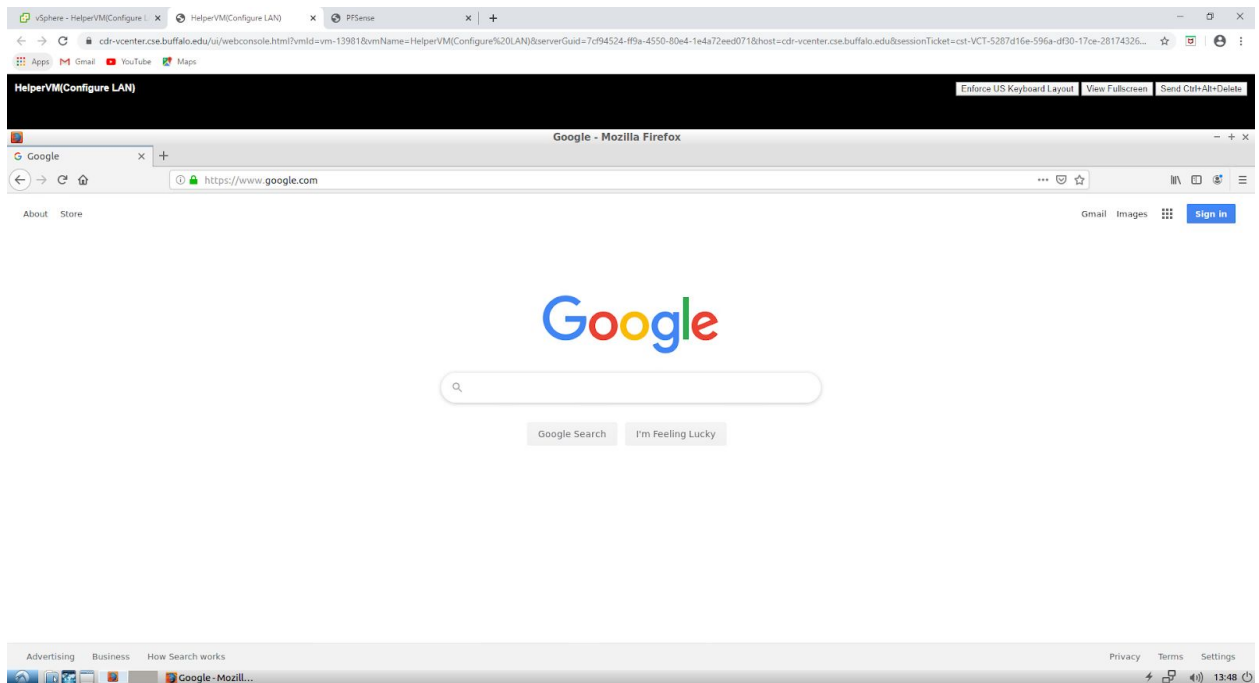 vSphere - HelperVM(Configure L HelperVM(Configure LAN) PFSense
cdr-vcenter.cse.buffalo.edu/ui/webconsole.html?vmId=vm-13981&vmName=HelperVM(Configure%20LAN)&serverGuid=7cf94524-ff9a-4550-80e4-1e4a72eed071&host=cdr-vcenter.cse.buffalo.edu&sessionTicket=cst-VCT-5287d16e-596a-df30-17ce-28174326...
Apps Gmail YouTube Maps
HelperVM(Configure LAN) Enforce US Keyboard Layout View Fullscreen Send Ctrl+Alt+Delete
Google - Mozilla Firefox
G Google
https://www.google.com
About Store Gmail Images Sign in
Google
Google Search I'm Feeling Lucky
Advertising Business How Search works Privacy Terms Settings
Google - Mozill... 13:48